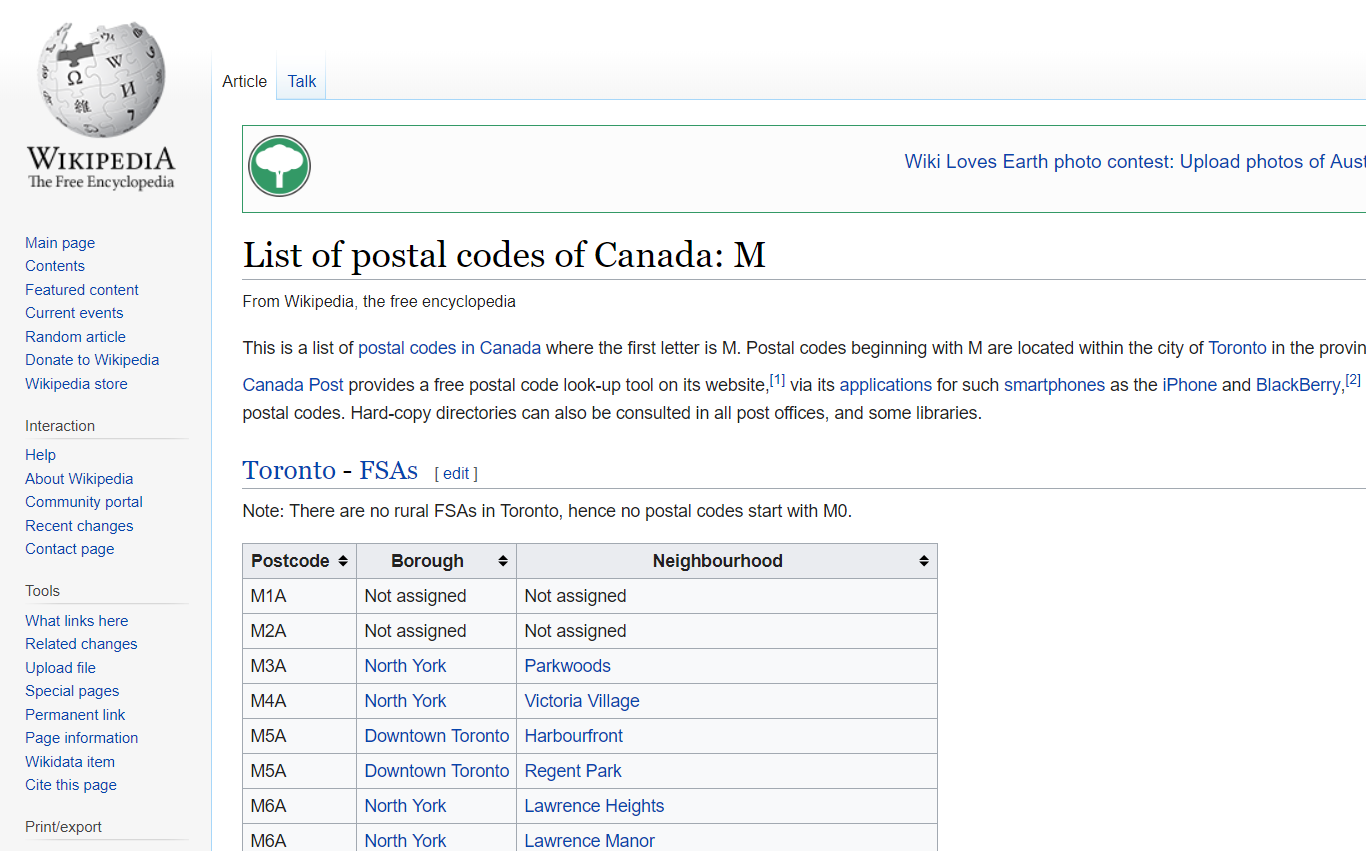 WIKIPEDIA
The Free Encyclopedia
Main page
Contents
Featured content
Current events
Random article
Donate to Wikipedia
Wikipedia store
Interaction
Help
About Wikipedia
Community portal
Recent changes
Contact page
Tools
What links here
Related changes
Upload file
Special pages
Permanent link
Page information
Wikidata item
Cite this page
Print/export
Article Talk
Wiki Loves Earth photo contest: Upload photos of Aust
List of postal codes of Canada: M
From Wikipedia, the free encyclopedia
This is a list of postal codes in Canada where the first letter is M. Postal codes beginning with M are located within the city of Toronto in the provin
Canada Post provides a free postal code look-up tool on its website,[1] via its applications for such smartphones as the iPhone and BlackBerry,[2]
postal codes. Hard-copy directories can also be consulted in all post offices, and some libraries.
Toronto - FSAs [ edit ]
Note: There are no rural FSAs in Toronto, hence no postal codes start with M0.
Postcode Borough Neighbourhood
M1A Not assigned Not assigned
M2A Not assigned Not assigned
M3A North York Parkwoods
M4A North York Victoria Village
M5A Downtown Toronto Harbourfront
M5A Downtown Toronto Regent Park
M6A North York Lawrence Heights
M6A North York Lawrence Manor